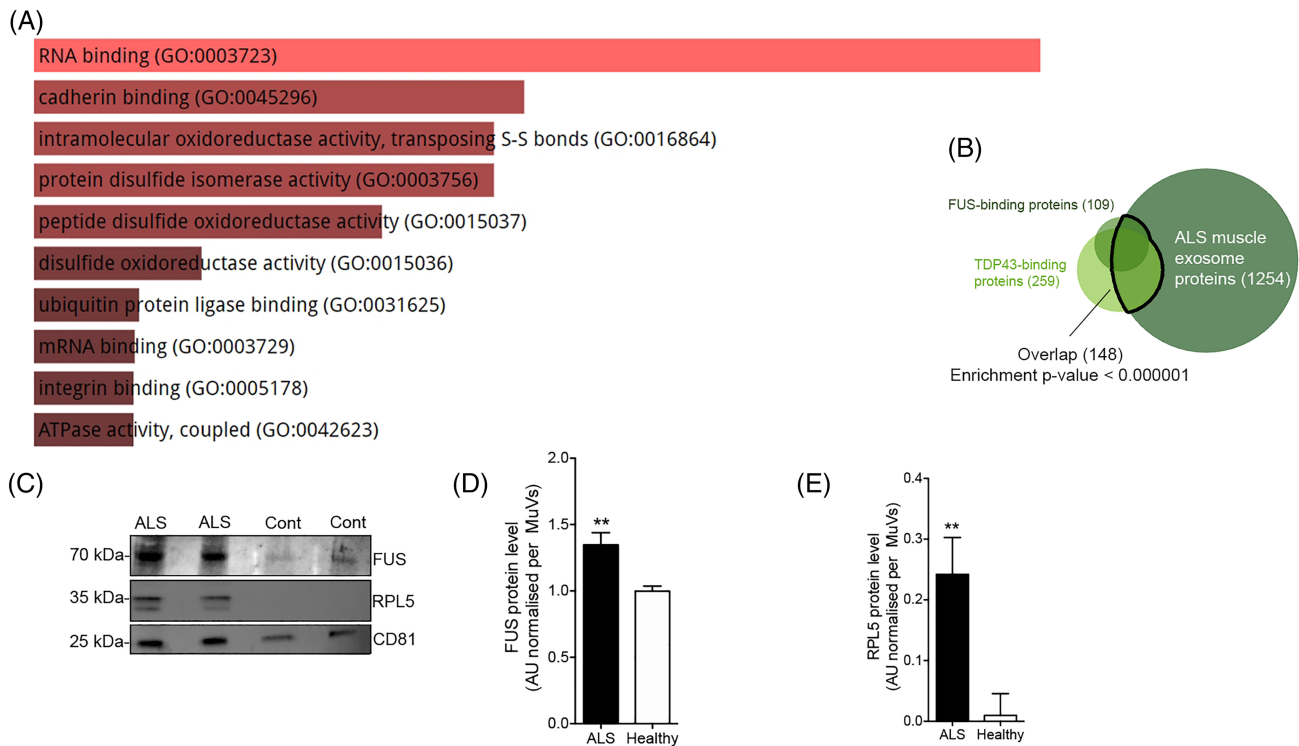 (A)
RNA binding (GO:0003723)
cadherin binding (GO:0045296)
intramolecular oxidoreductase activity, transposing S-S bonds (GO:0016864)
protein disulfide isomerase activity (GO:0003756)
peptide disulfide oxidoreductase activity (GO:0015037)
disulfide oxidoreductase activity (GO:0015036)
ubiquitin protein ligase binding (GO:0031625)
mRNA binding (GO:0003729)
integrin binding (GO:0005178)
ATPase activity, coupled (GO:0042623)
(B)
FUS-binding proteins (109)
TDP43-binding
proteins (259)
ALS muscle
exosome
proteins (1254)
Overlap (148)
Enrichment p-value < 0.000001
(C)
ALS ALS Cont Cont
70 kDa- FUS
35 kDa- RPL5
25 kDa- CD81
(D)
FUS protein level
(AU normalised per MuVs)
2.0
1.5
1.0
0.5
0.0
**
ALS Healthy
(E)
RPL5 protein level
(AU normalised per MuVs)
0.4
0.3
0.2
0.1
0.0
**
ALS Healthy